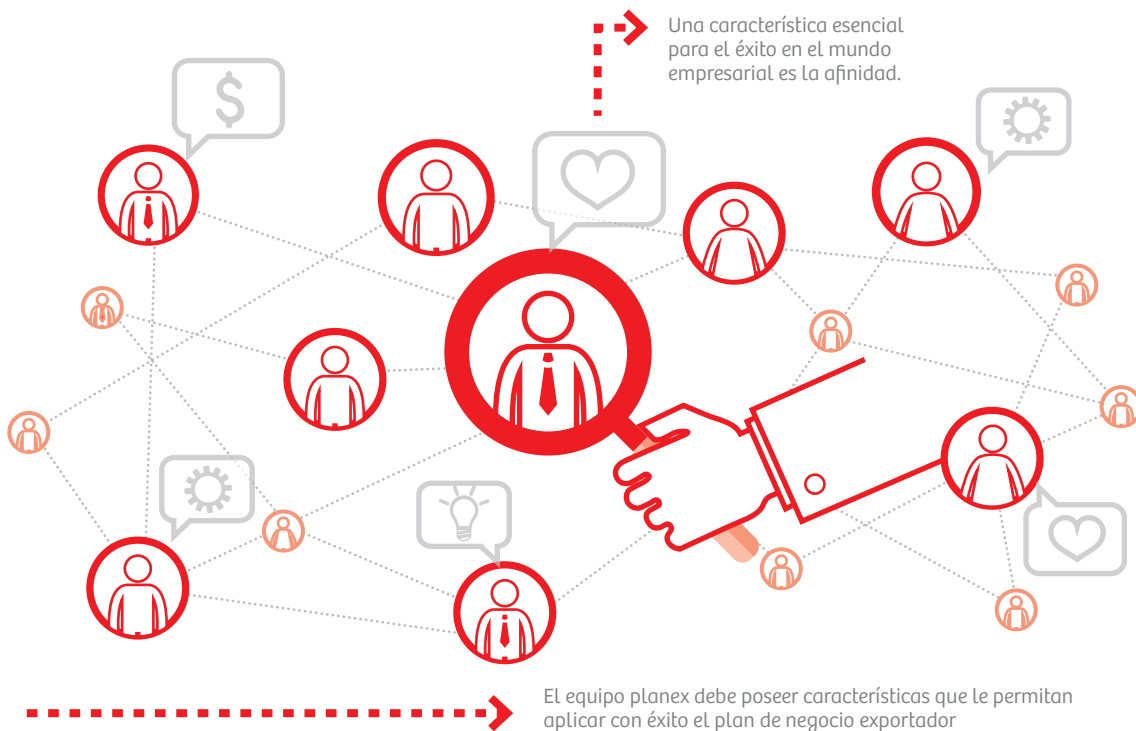 Una característica esencial
para el éxito en el mundo
empresarial es la afinidad.
$
El equipo planex debe poseer características que le permitan
aplicar con éxito el plan de negocio exportador